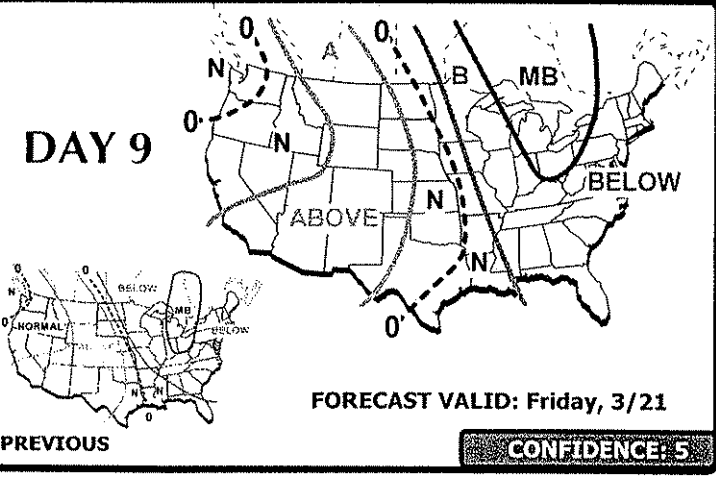 0
0
N
A
B
MB
0
DAY 9
N
BELOW
N
ABOVE
N
0
0
0
BELOW
N
MB
0
NORMAL
BELOW
N
N
0
FORECAST VALID: Friday, 3/21
PREVIOUS
CONFIDENCE: 5